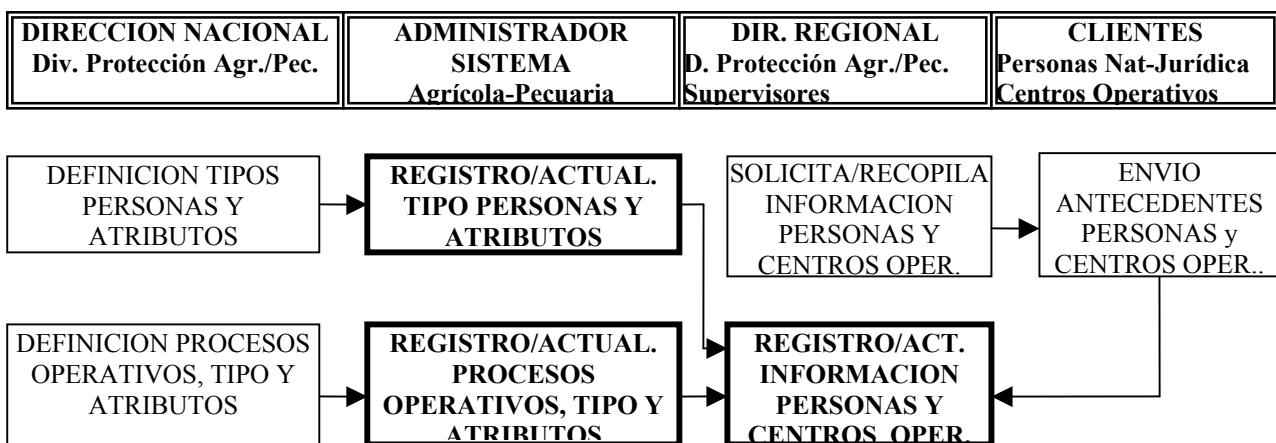 DIRECCION NACIONAL
Div. Protección Agr./Pec.
ADMINISTRADOR
SISTEMA
Agrícola-Pecuaria
DIR. REGIONAL
D. Protección Agr./Pec.
Supervisores
CLIENTES
Personas Nat-Jurídica
Centros Operativos
DEFINICION TIPOS
PERSONAS Y
ATRIBUTOS
REGISTRO/ACTUAL.
TIPO PERSONAS Y
ATRIBUTOS
SOLICITA/RECOPILA
INFORMACION
PERSONAS Y
CENTROS OPER.
ENVIO
ANTECEDENTES
PERSONAS y
CENTROS OPER..
DEFINICION PROCESOS
OPERATIVOS, TIPO Y
ATRIBUTOS
REGISTRO/ACTUAL.
PROCESOS
OPERATIVOS, TIPO Y
ATRIBUTOS
REGISTRO/ACT.
INFORMACION
PERSONAS Y
CENTROS OPER.